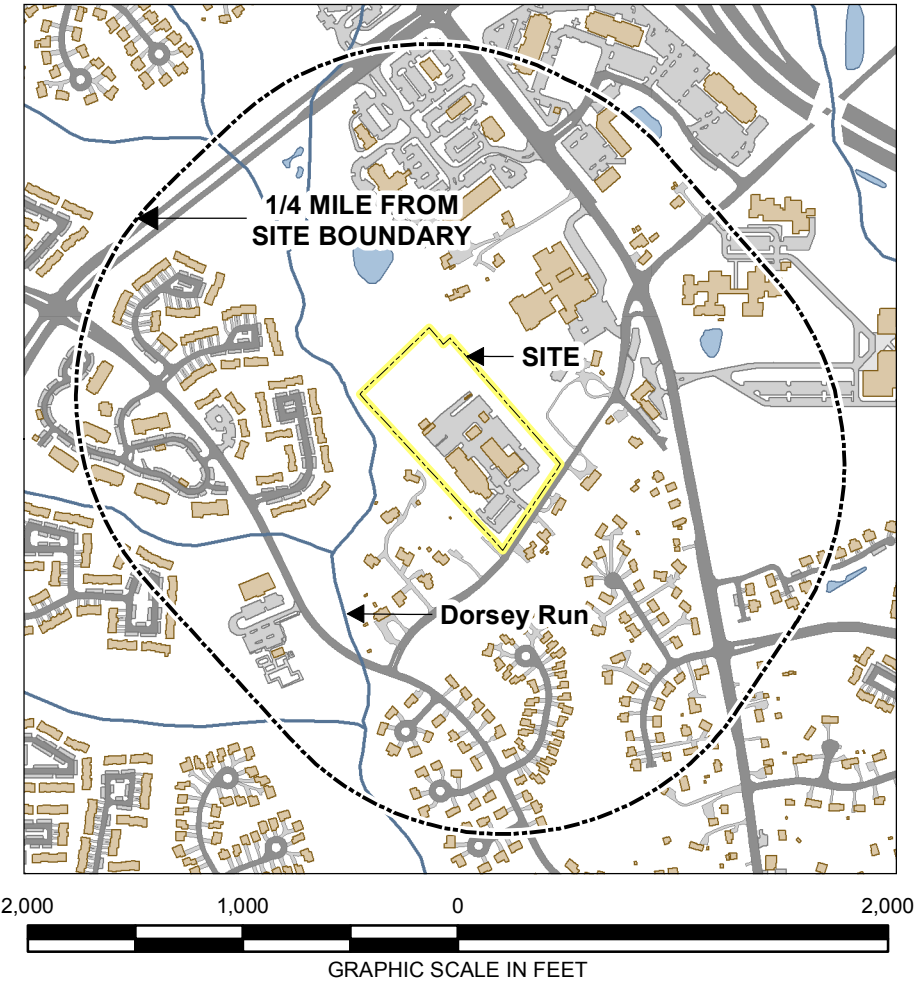 1/4 MILE FROM
SITE BOUNDARY
SITE
Dorsey Run
2,000 1,000 0 2,000
GRAPHIC SCALE IN FEET